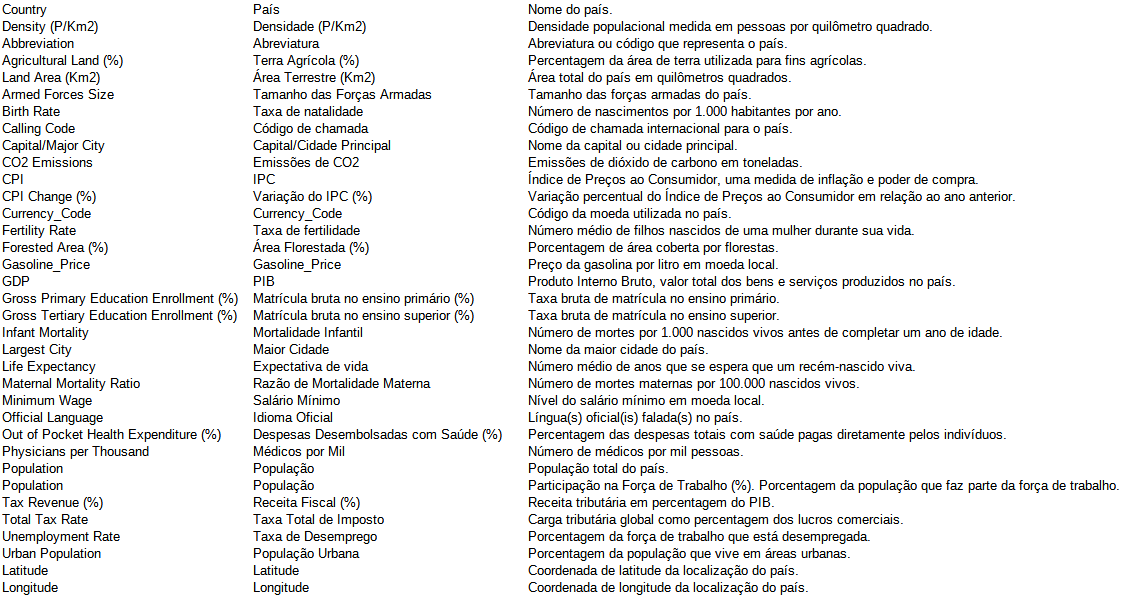 Country País Nome do país.
Density (P/Km2) Densidade (P/Km2) Densidade populacional medida em pessoas por quilômetro quadrado.
Abbreviation Abreviatura Abreviatura ou código que representa o país.
Agricultural Land (%) Terra Agrícola (%) Percentagem da área de terra utilizada para fins agrícolas.
Land Area (Km2) Área Terrestre (Km2) Área total do país em quilômetros quadrados.
Armed Forces Size Tamanho das Forças Armadas Tamanho das forças armadas do país.
Birth Rate Taxa de natalidade Número de nascimentos por 1.000 habitantes por ano.
Calling Code Código de chamada Código de chamada internacional para o país.
Capital/Major City Capital/Cidade Principal Nome da capital ou cidade principal.
CO2 Emissions Emissões de CO2 Emissões de dióxido de carbono em toneladas.
CPI IPC Índice de Preços ao Consumidor, uma medida de inflação e poder de compra.
CPI Change (%) Variação do IPC (%) Variação percentual do Índice de Preços ao Consumidor em relação ao ano anterior.
Currency_Code Currency_Code Código da moeda utilizada no país.
Fertility Rate Taxa de fertilidade Número médio de filhos nascidos de uma mulher durante sua vida.
Forested Area (%) Área Florestada (%) Porcentagem de área coberta por florestas.
Gasoline_Price Gasoline_Price Preço da gasolina por litro em moeda local.
GDP PIB Produto Interno Bruto, valor total dos bens e serviços produzidos no país.
Gross Primary Education Enrollment (%) Matrícula bruta no ensino primário (%) Taxa bruta de matrícula no ensino primário.
Gross Tertiary Education Enrollment (%) Matrícula bruta no ensino superior (%) Taxa bruta de matrícula no ensino superior.
Infant Mortality Mortalidade Infantil Número de mortes por 1.000 nascidos vivos antes de completar um ano de idade.
Largest City Maior Cidade Nome da maior cidade do país.
Life Expectancy Expectativa de vida Número médio de anos que se espera que um recém-nascido viva.
Maternal Mortality Ratio Razão de Mortalidade Materna Número de mortes maternas por 100.000 nascidos vivos.
Minimum Wage Salário Mínimo Nível do salário mínimo em moeda local.
Official Language Idioma Oficial Língua(s) oficial(is) falada(s) no país.
Out of Pocket Health Expenditure (%) Despesas Desembolsadas com Saúde (%) Percentagem das despesas totais com saúde pagas diretamente pelos indivíduos.
Physicians per Thousand Médicos por Mil Número de médicos por mil pessoas.
Population População População total do país.
Population População Participação na Força de Trabalho (%). Porcentagem da população que faz parte da força de trabalho.
Tax Revenue (%) Receita Fiscal (%) Receita tributária em percentagem do PIB.
Total Tax Rate Taxa Total de Imposto Carga tributária global como percentagem dos lucros comerciais.
Unemployment Rate Taxa de Desemprego Porcentagem da força de trabalho que está desempregada.
Urban Population População Urbana Porcentagem da população que vive em áreas urbanas.
Latitude Latitude Coordenada de latitude da localização do país.
Longitude Longitude Coordenada de longitude da localização do país.